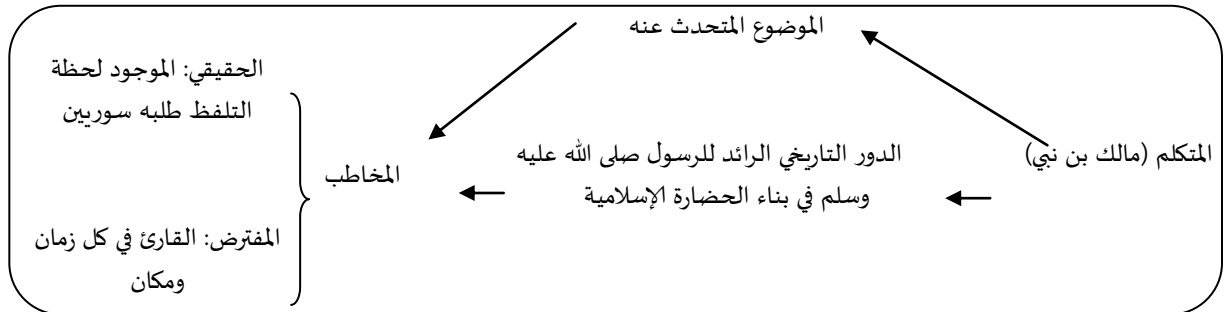 الموضوع المتحدث عنه
المتكلم (مالك بن نبي)
الدور التاريخي الرائد للرسول صلى الله عليه
وسلم في بناء الحضارة الإسلامية
المخاطب
الحقيقي: الموجود لحظة
التلفظ طلبه سوريين
المفترض: القارئ في كل زمان
ومكان